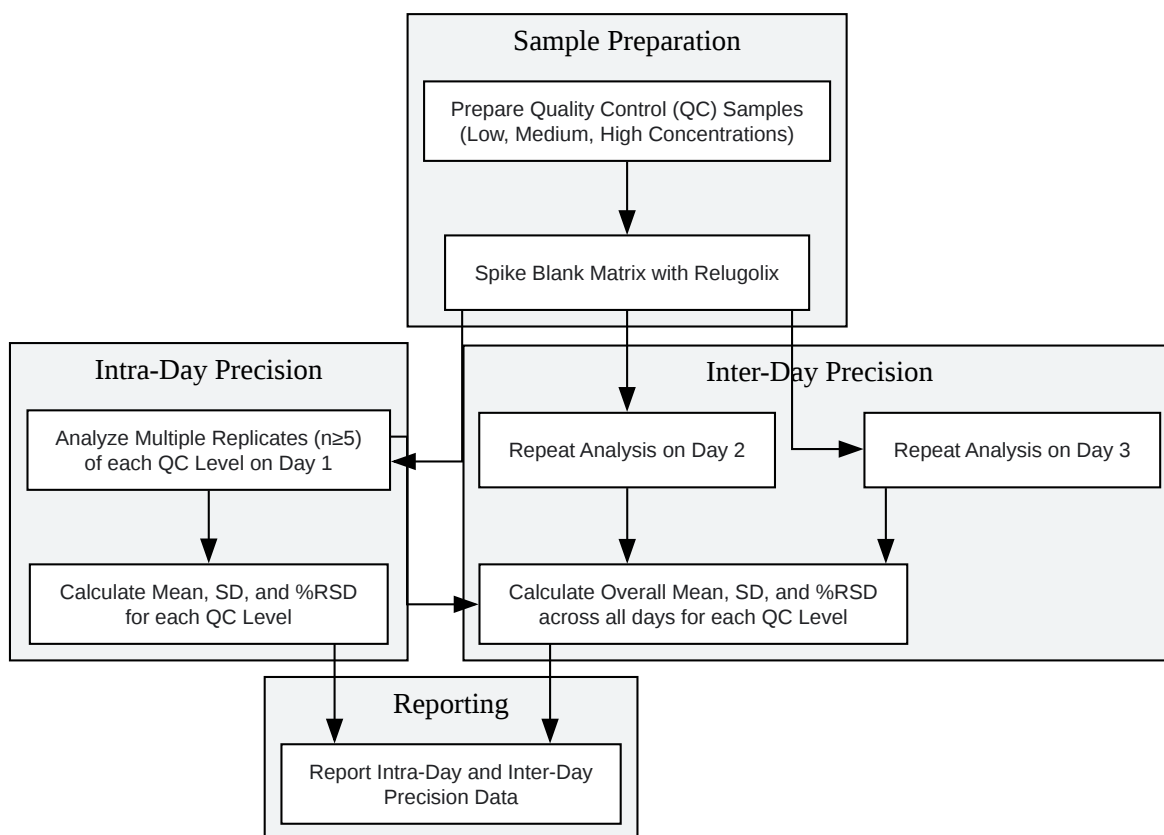 Sample Preparation
Prepare Quality Control (QC) Samples
(Low, Medium, High Concentrations)
Spike Blank Matrix with Relugolix
Intra-Day Precision
Analyze Multiple Replicates (n≥5)
of each QC Level on Day 1
Calculate Mean, SD, and %RSD
for each QC Level
Inter-Day Precision
Repeat Analysis on Day 2
Repeat Analysis on Day 3
Calculate Overall Mean, SD, and %RSD
across all days for each QC Level
Reporting
Report Intra-Day and Inter-Day
Precision Data